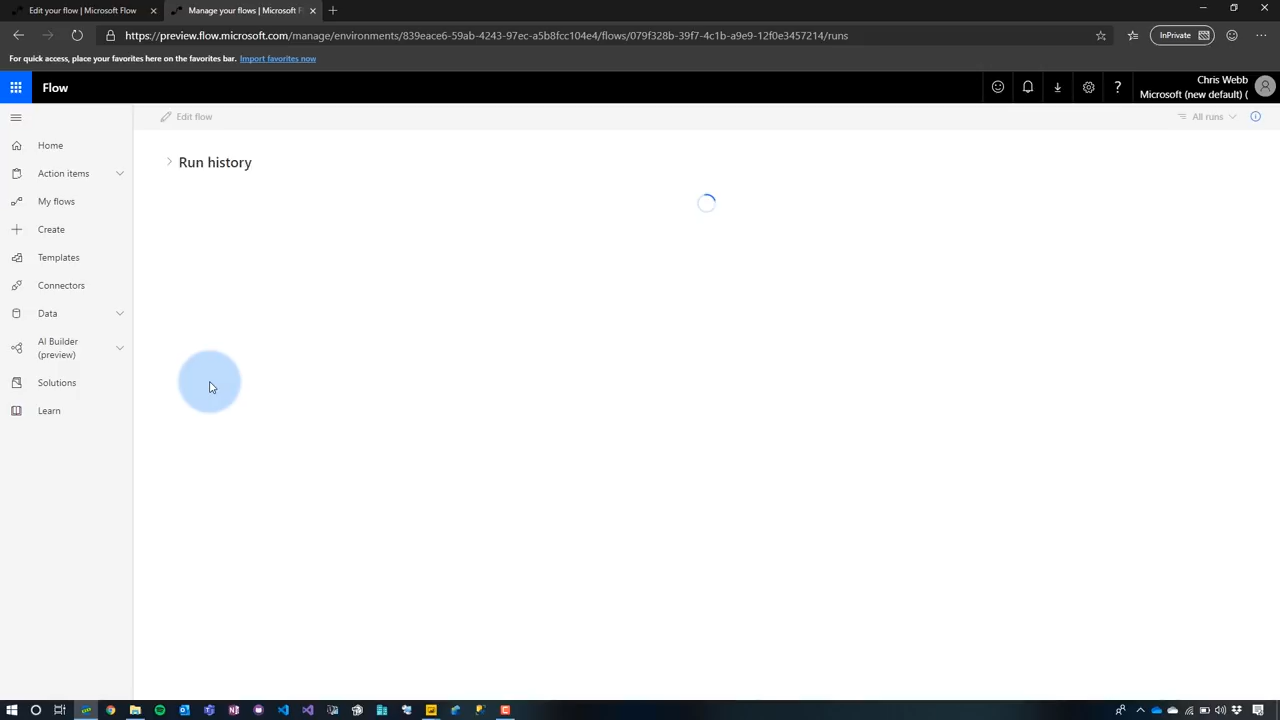 Edit your flow | Microsoft Flow
Manage your flows | Microsoft F
https://preview.flow.microsoft.com/manage/environments/839eace6-59ab-4243-97ec-a5b8fcc104e4/flows/079f328b-39f7-4c1b-a9e9-12f0e3457214/runs
InPrivate
For quick access, place your favorites here on the favorites bar. Import favorites now
Flow
Chris Webb
Microsoft (new default) (
Edit flow
All runs
Home
Run history
Action items
My flows
Create
Templates
Connectors
Data
AI Builder
(preview)
Solutions
Learn